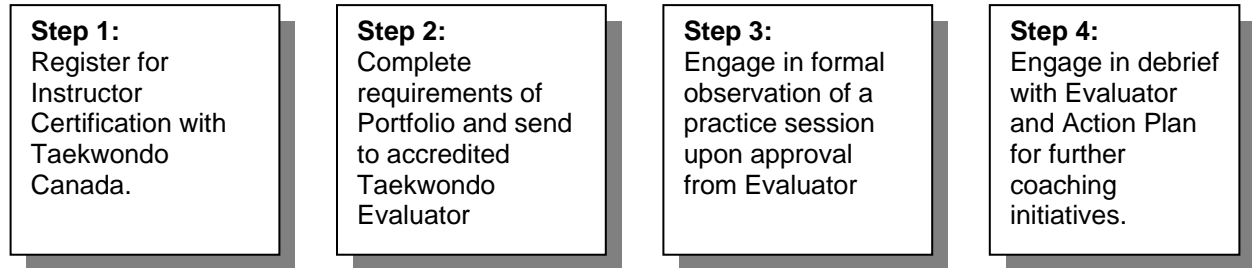 Step 1:
Register for
Instructor
Certification with
Taekwondo
Canada.
Step 2:
Complete
requirements of
Portfolio and send
to accredited
Taekwondo
Evaluator
Step 3:
Engage in formal
observation of a
practice session
upon approval
from Evaluator
Step 4:
Engage in debrief
with Evaluator
and Action Plan
for further
coaching
initiatives.